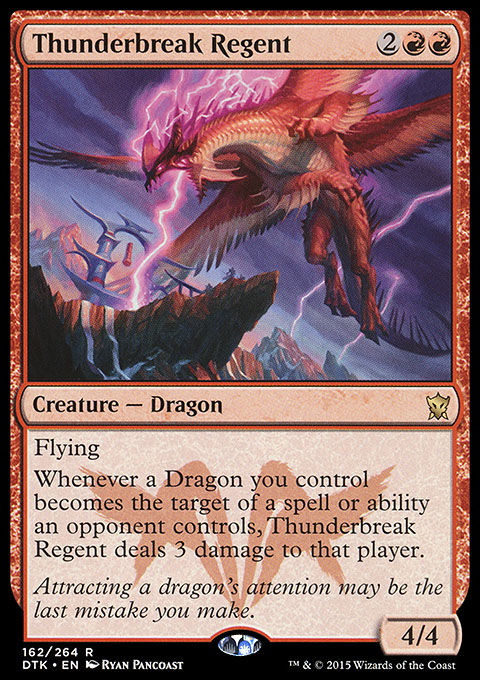 Thunderbreak Regent 2
Creature — Dragon
Flying
Whenever a Dragon you control
becomes the target of a spell or ability
an opponent controls, Thunderbreak
Regent deals 3 damage to that player.
Attracting a dragon's attention may be the
last mistake you make.
4/4
162/264 R
DTK • EN RYAN PANCOAST
™ & © 2015 Wizards of the Coast